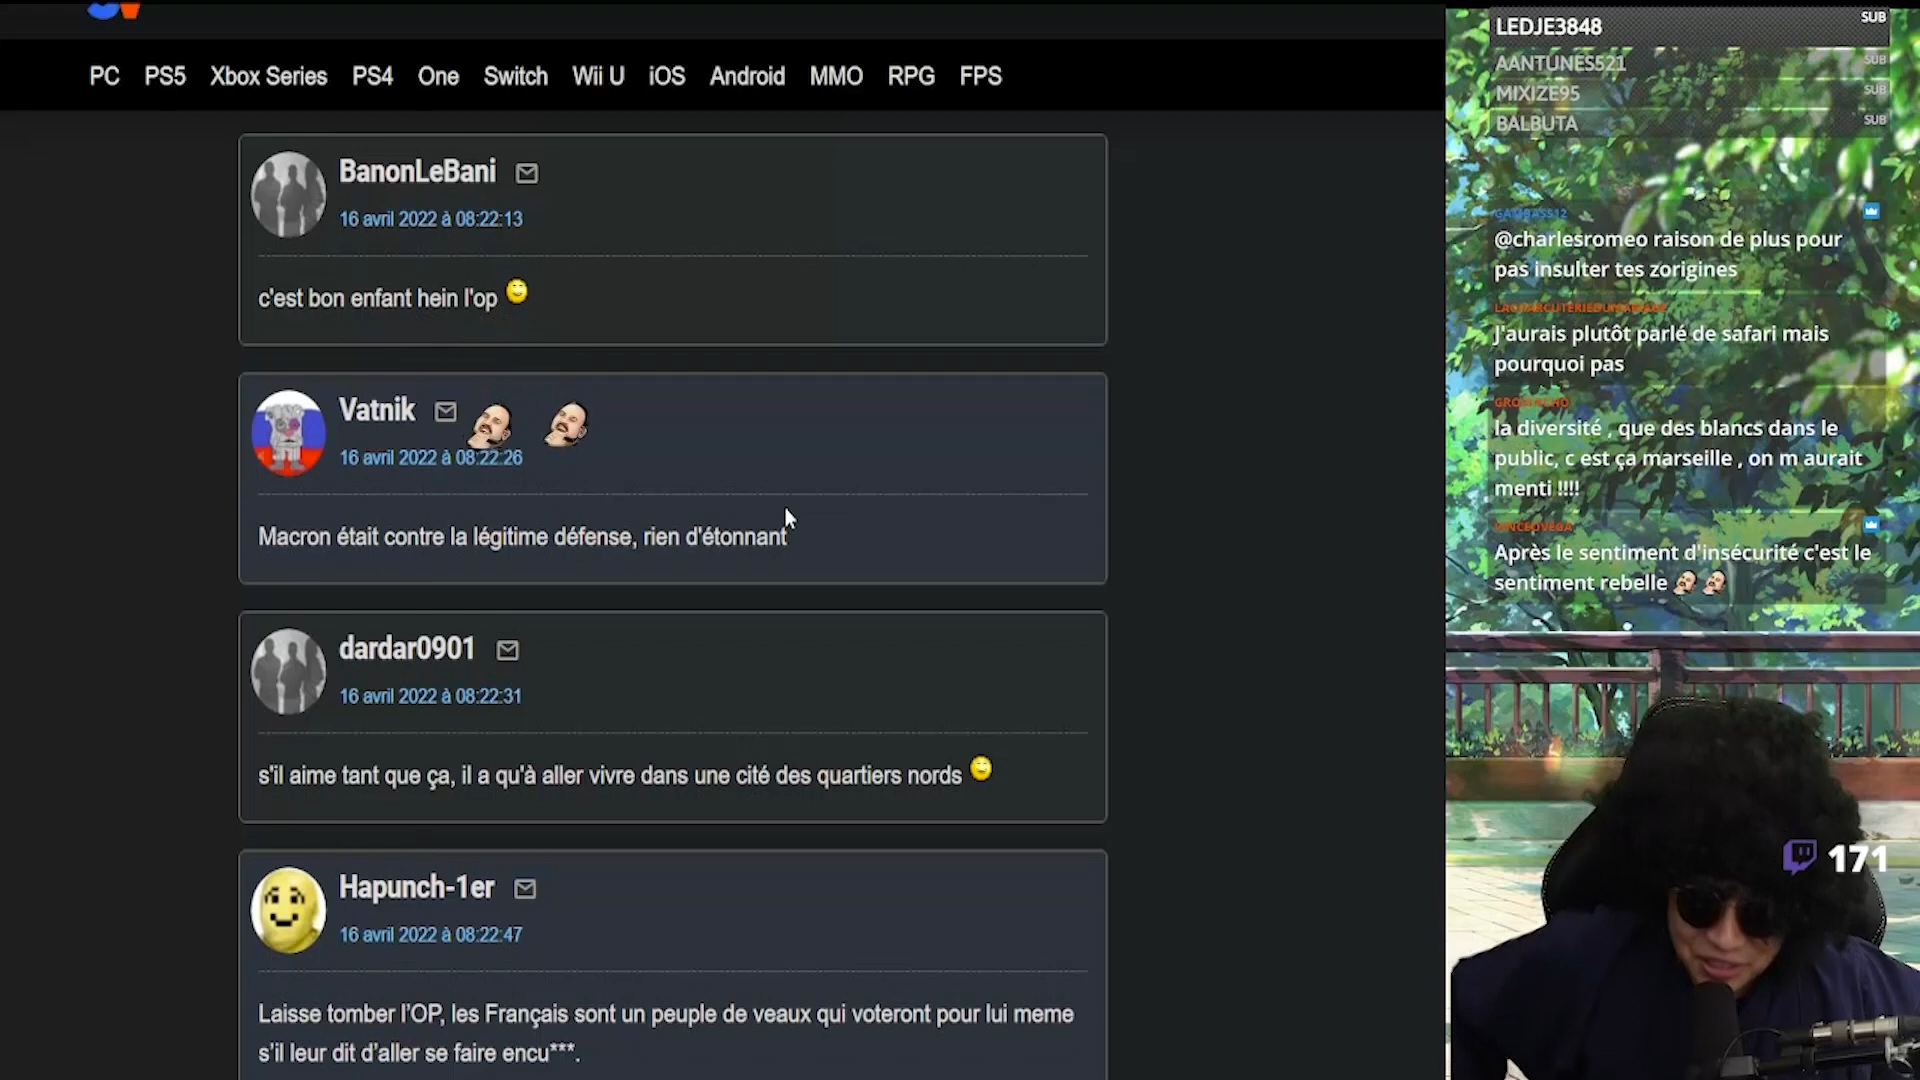 PC PS5 Xbox Series PS4 One Switch Wii U iOS Android MMO RPG FPS
BanonLeBani
16 avril 2022 à 08:22:13
c'est bon enfant hein l'op
Vatnik
16 avril 2022 à 08:22:26
Macron était contre la légitime défense, rien d'étonnant
dardar0901
16 avril 2022 à 08:22:31
s'il aime tant que ça, il a qu'à aller vivre dans une cité des quartiers nords
Hapunch-1er
16 avril 2022 à 08:22:47
Laisse tomber l'OP, les Français sont un peuple de veaux qui voteront pour lui meme
s'il leur dit d'aller se faire encu***.
LEDJE3848 SUB
AANTUNES521 SUB
MIXIZE95 SUB
BALBUTA SUB
GAMBASS12
@charlesromeo raison de plus pour
pas insulter tes zorigines
J'aurais plutôt parlé de safari mais
pourquoi pas
la diversité , que des blancs dans le
public, c est ça marseille , on m aurait
menti !!!!
Après le sentiment d'insécurité c'est le
sentiment rebelle
171